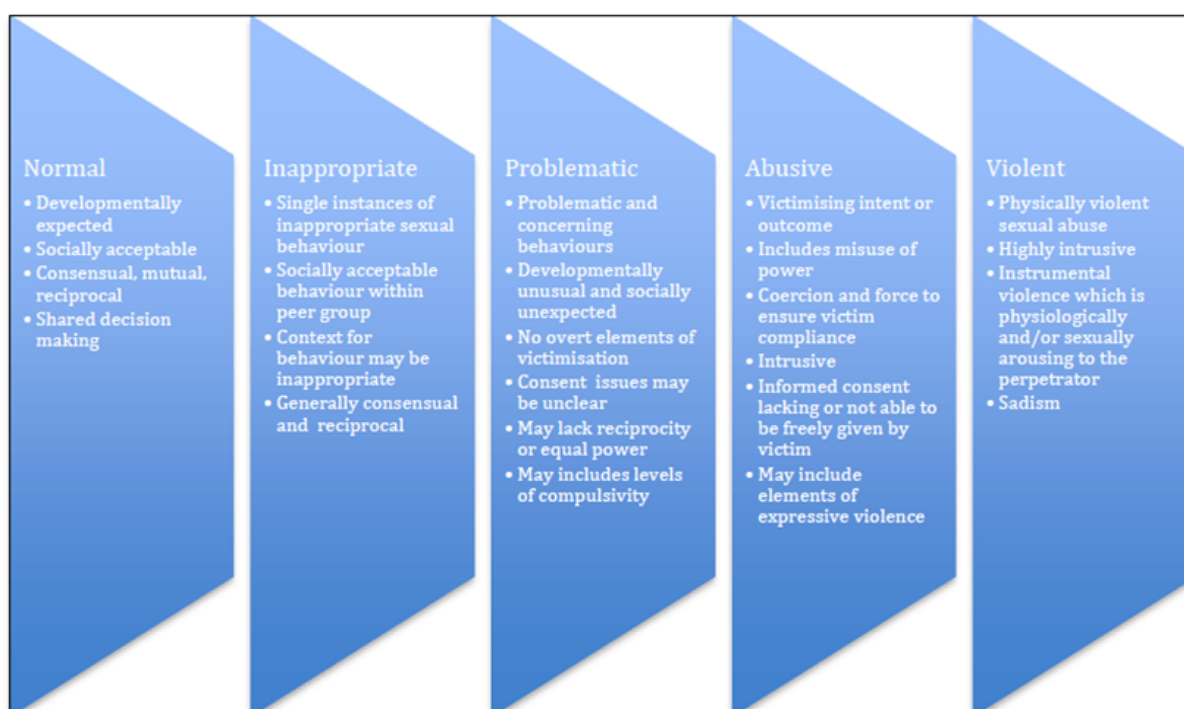 Normal
• Developmentally
expected
• Socially acceptable
• Consensual, mutual,
reciprocal
• Shared decision
making
Inappropriate
• Single instances of
inappropriate sexual
behaviour
• Socially acceptable
behaviour within
peer group
• Context for
behaviour may be
inappropriate
• Generally consensual
and reciprocal
Problematic
• Problematic and
concerning
behaviours
• Developmentally
unusual and socially
unexpected
• No overt elements of
victimisation
• Consent issues may
be unclear
• May lack reciprocity
or equal power
• May includes levels
of compulsivity
Abusive
• Victimising intent or
outcome
• Includes misuse of
power
• Coercion and force to
ensure victim
compliance
• Intrusive
• Informed consent
lacking or not able to
be freely given by
victim
• May include
elements of
expressive violence
Violent
• Physically violent
sexual abuse
• Highly intrusive
• Instrumental
violence which is
physiologically
and/or sexually
arousing to the
perpetrator
• Sadism